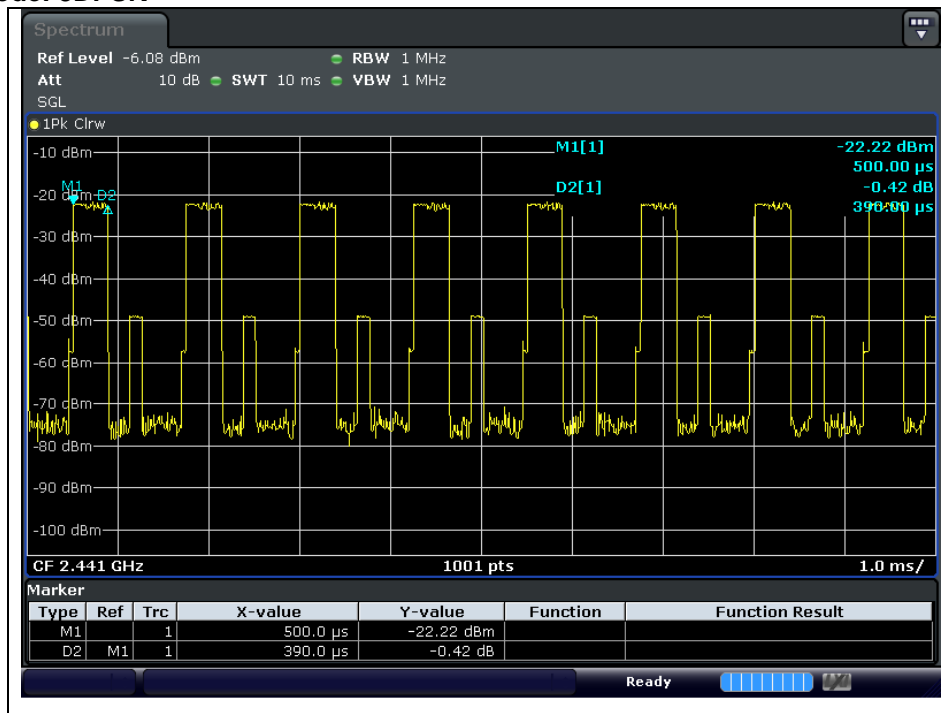 Spectrum
Ref Level -6.08 dBm RBW 1 MHz
Att 10 dB SWT 10 ms VBW 1 MHz
SGL
1Pk Clrw
M1[1] -22.22 dBm
500.00 µs
D2[1] -0.42 dB
390.00 µs
M1
D2
-10 dBm
-20 dBm
-30 dBm
-40 dBm
-50 dBm
-60 dBm
-70 dBm
-80 dBm
-90 dBm
-100 dBm
CF 2.441 GHz 1001 pts 1.0 ms/
Marker
Type Ref Trc X-value Y-value Function Function Result
M1 1 500.0 µs -22.22 dBm
D2 M1 1 390.0 µs -0.42 dB
Ready